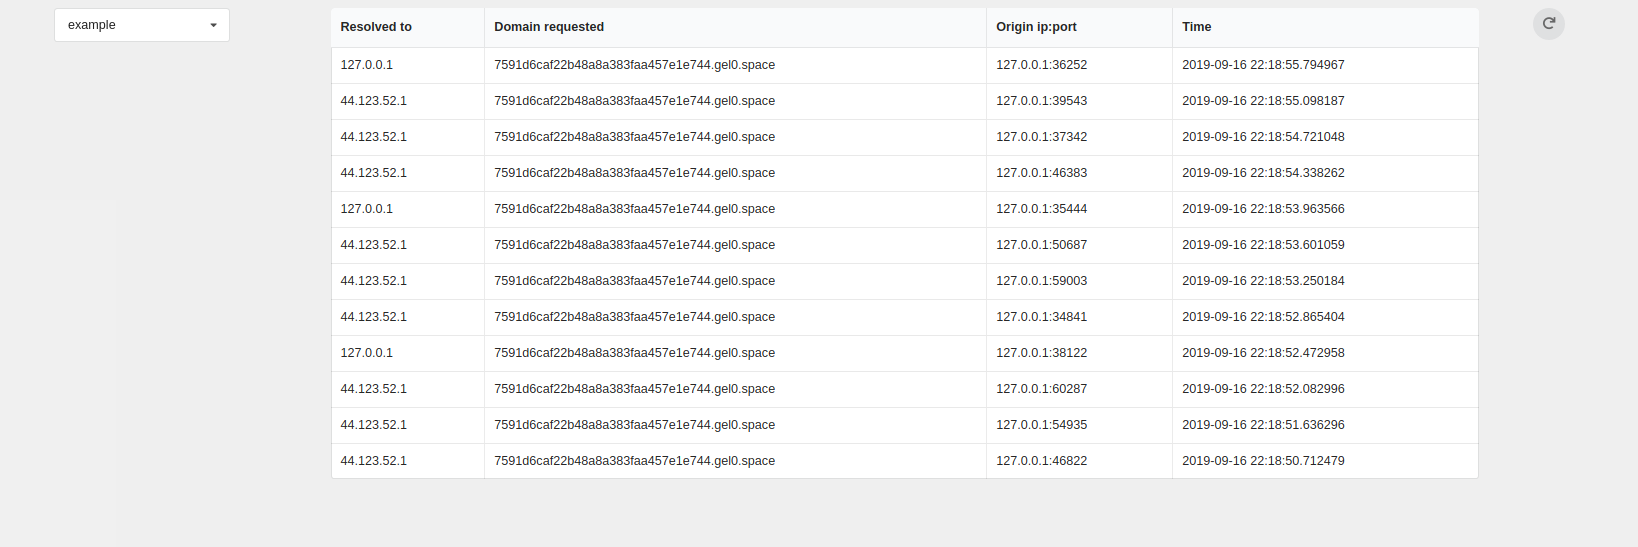 example
Resolved to Domain requested Origin ip:port Time
127.0.0.1 7591d6caf22b48a8a383faa457e1e744.gel0.space 127.0.0.1:36252 2019-09-16 22:18:55.794967
44.123.52.1 7591d6caf22b48a8a383faa457e1e744.gel0.space 127.0.0.1:39543 2019-09-16 22:18:55.098187
44.123.52.1 7591d6caf22b48a8a383faa457e1e744.gel0.space 127.0.0.1:37342 2019-09-16 22:18:54.721048
44.123.52.1 7591d6caf22b48a8a383faa457e1e744.gel0.space 127.0.0.1:46383 2019-09-16 22:18:54.338262
127.0.0.1 7591d6caf22b48a8a383faa457e1e744.gel0.space 127.0.0.1:35444 2019-09-16 22:18:53.963566
44.123.52.1 7591d6caf22b48a8a383faa457e1e744.gel0.space 127.0.0.1:50687 2019-09-16 22:18:53.601059
44.123.52.1 7591d6caf22b48a8a383faa457e1e744.gel0.space 127.0.0.1:59003 2019-09-16 22:18:53.250184
44.123.52.1 7591d6caf22b48a8a383faa457e1e744.gel0.space 127.0.0.1:34841 2019-09-16 22:18:52.865404
127.0.0.1 7591d6caf22b48a8a383faa457e1e744.gel0.space 127.0.0.1:38122 2019-09-16 22:18:52.472958
44.123.52.1 7591d6caf22b48a8a383faa457e1e744.gel0.space 127.0.0.1:60287 2019-09-16 22:18:52.082996
44.123.52.1 7591d6caf22b48a8a383faa457e1e744.gel0.space 127.0.0.1:54935 2019-09-16 22:18:51.636296
44.123.52.1 7591d6caf22b48a8a383faa457e1e744.gel0.space 127.0.0.1:46822 2019-09-16 22:18:50.712479